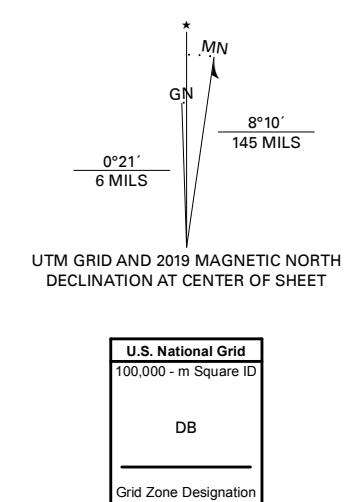 ★
MN
GN
8°10´
145 MILS
0°21´
6 MILS
UTM GRID AND 2019 MAGNETIC NORTH
DECLINATION AT CENTER OF SHEET
U.S. National Grid
100,000 - m Square ID
DB
Grid Zone Designation